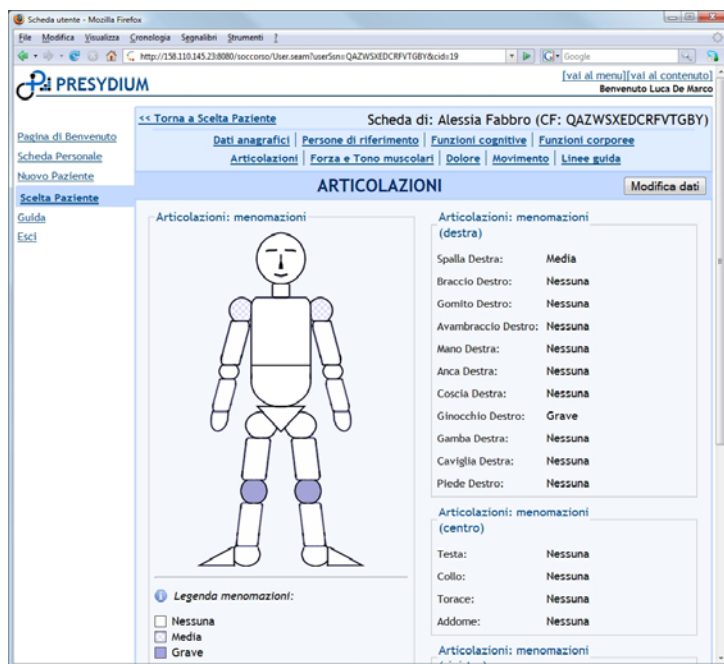 Scheda utente - Mozilla Firefox
File Modifica Visualizza Cronologia Segnalibri Strumenti ?
http://158.110.145.23:8080/soccorso/User.seam?userSsn=QAZWSXEDCRFVTGBY&cid=19
Google
PRESYDIUM
[vai al menu][vai al contenuto]
Benvenuto Luca De Marco
<< Torna a Scelta Paziente
Scheda di: Alessia Fabbro (CF: QAZWSXEDCRFVTGBY)
Pagina di Benvenuto
Scheda Personale
Nuovo Paziente
Scelta Paziente
Guida
Esci
Dati anagrafici | Persone di riferimento | Funzioni cognitive | Funzioni corporee
Articolazioni | Forza e Tono muscolari | Dolore | Movimento | Linee guida
ARTICOLAZIONI
Modifica dati
Articolazioni: menomazioni
Legenda menomazioni:
Nessuna
Media
Grave
Articolazioni: menomazioni
(destra)
Spalla Destra: Media
Braccio Destro: Nessuna
Gomito Destro: Nessuna
Avambraccio Destro: Nessuna
Mano Destra: Nessuna
Anca Destra: Nessuna
Coscia Destra: Nessuna
Ginocchio Destro: Grave
Gamba Destra: Nessuna
Caviglia Destra: Nessuna
Piede Destro: Nessuna
Articolazioni: menomazioni
(centro)
Testa: Nessuna
Collo: Nessuna
Torace: Nessuna
Addome: Nessuna
Articolazioni: menomazioni